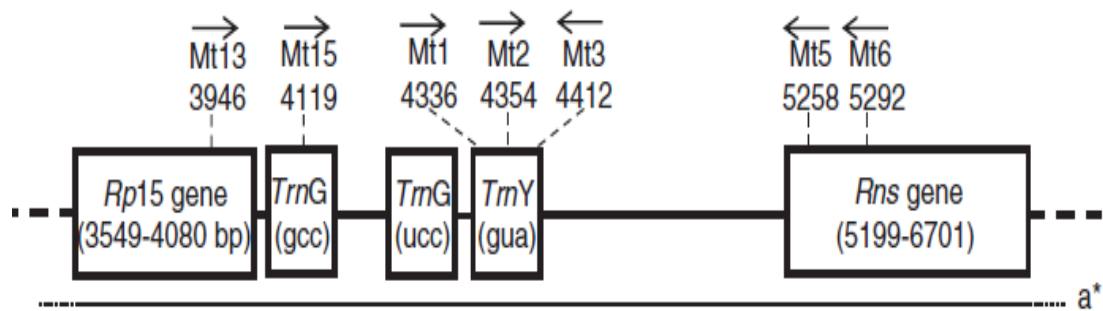 Mt13 Mt15 Mt1 Mt2 Mt3 Mt5 Mt6
3946 4119 4336 4354 4412 5258 5292
Rp15 gene TrnG TrnG TrnY Rns gene
(3549-4080 bp) (gcc) (ucc) (gua) (5199-6701)
a*